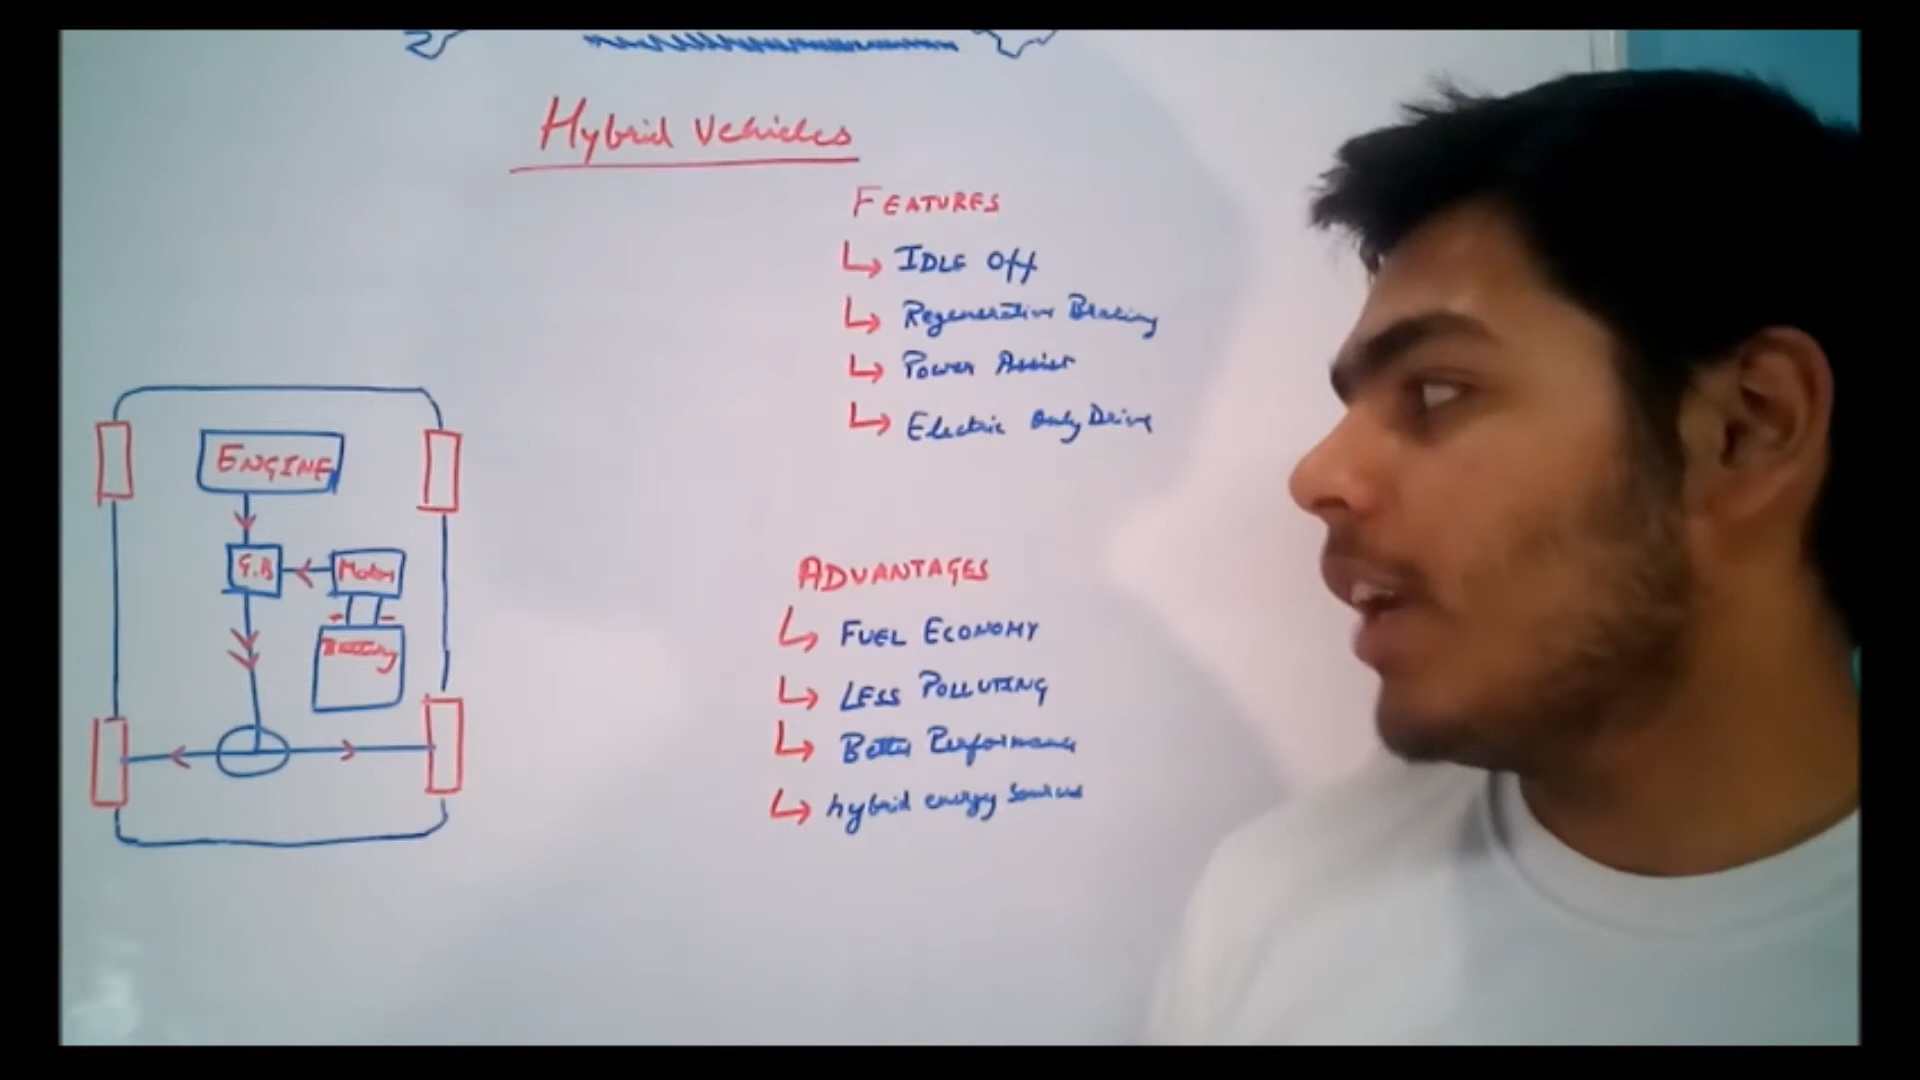 Hybrid Vehicles
FEATURES
IDLE Off
Regenerative Braking
Power Assist
Electric Only Drive
ENGINE
G.B
Motor
+ -
Battery
ADVANTAGES
FUEL ECONOMY
LESS POLLUTING
Better Performance
hybrid energy sources